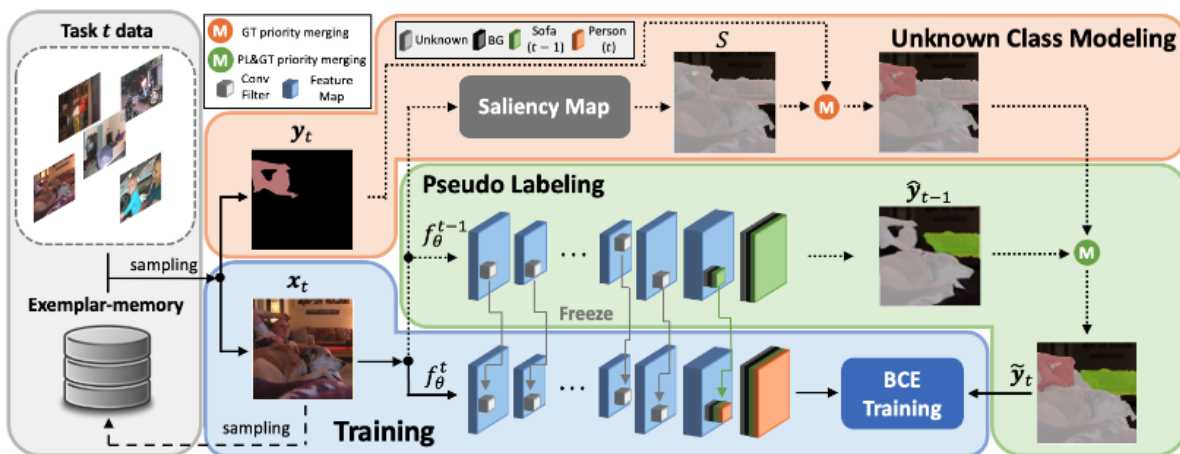 Task t data
M GT priority merging
M PL&GT priority merging
Conv Filter
Feature Map
Unknown
BG
Sofa (t − 1)
Person (t)
S
Unknown Class Modeling
Saliency Map
M
y_t
Pseudo Labeling
ŷ_{t−1}
f_θ^{t−1}
...
M
sampling
x_t
Exemplar-memory
Freeze
f_θ^t
...
BCE Training
ỹ_t
sampling
Training